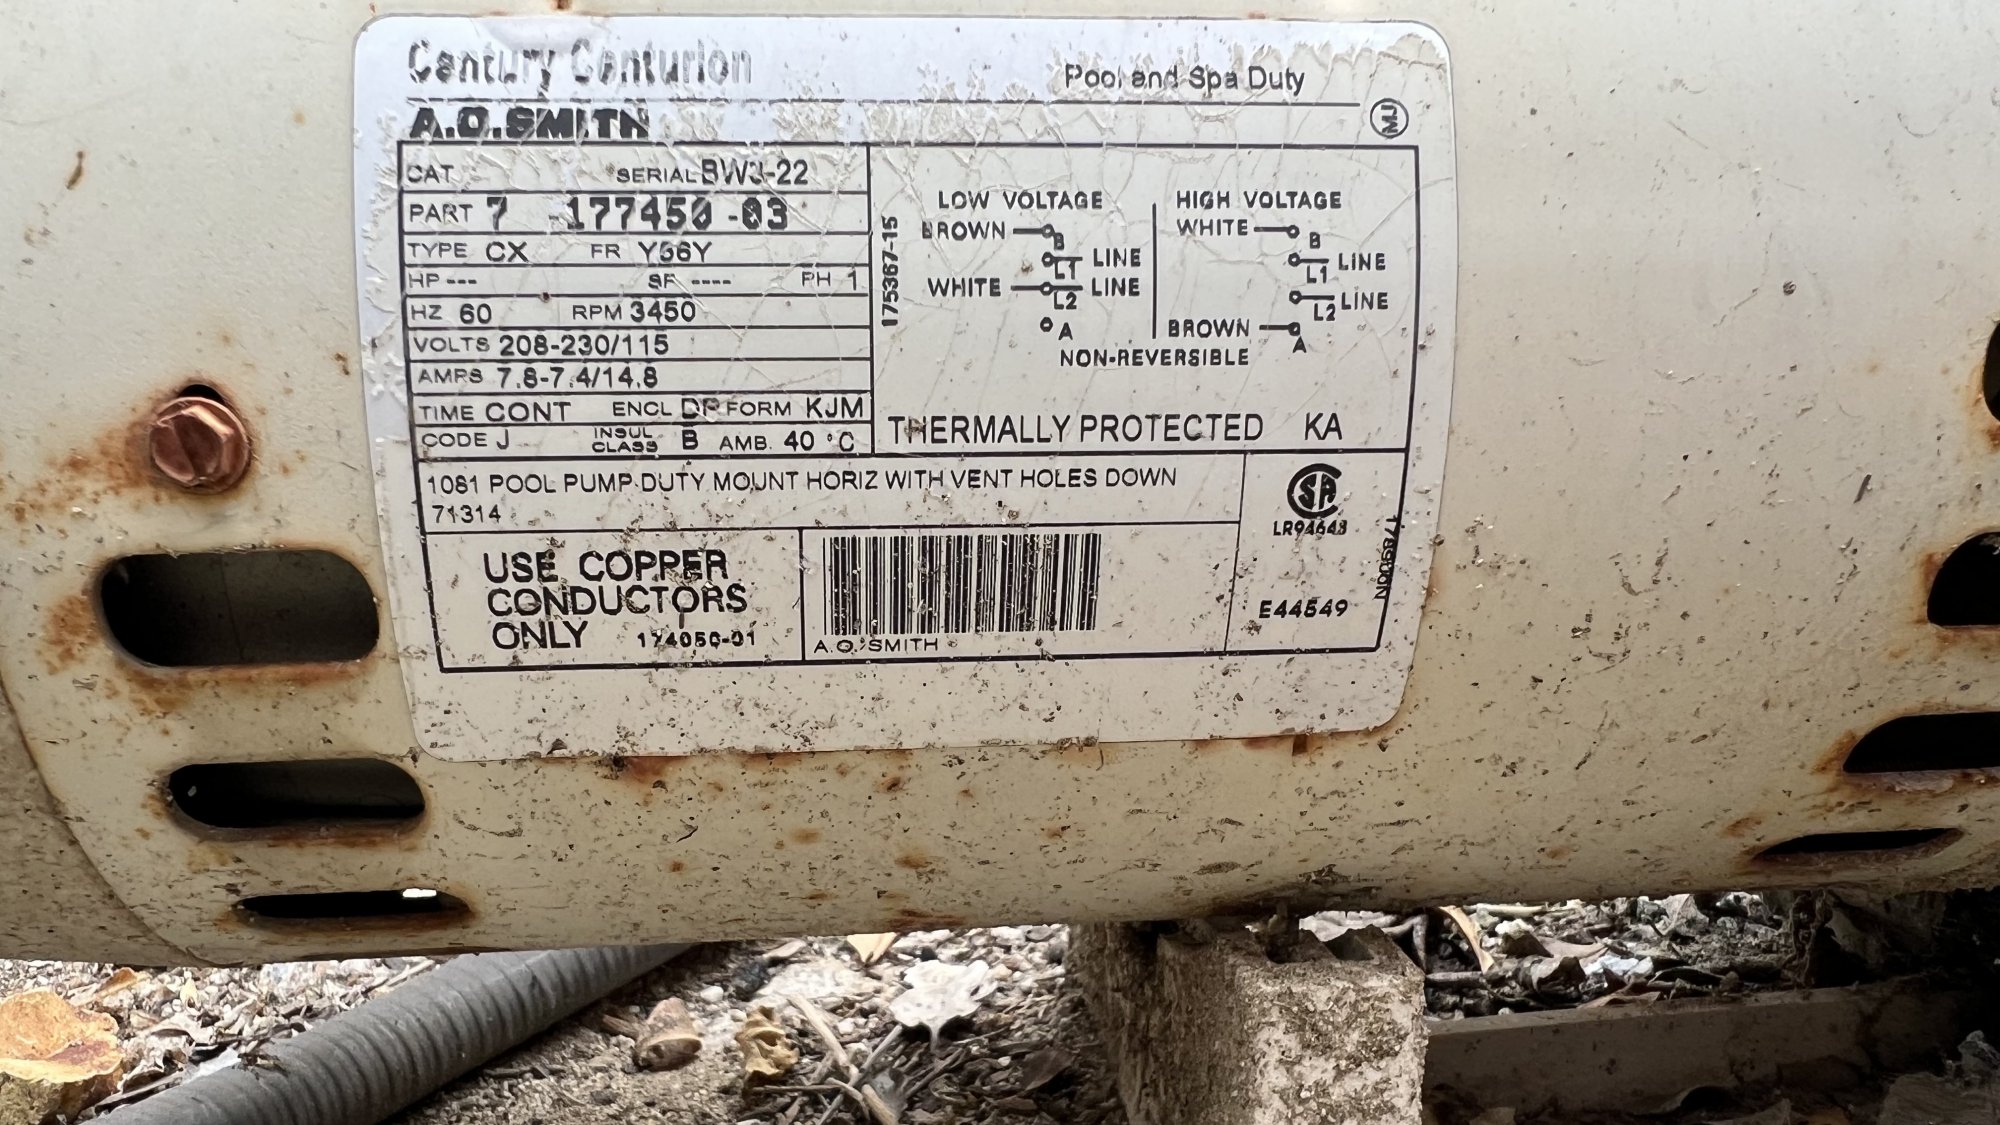 Century Centurion
Pool and Spa Duty
A.O.SMITH
CAT SERIAL BW3-22
PART 7 -177450 -03
TYPE CX FR Y56Y
HP --- SF ---- PH 1
HZ 60 RPM 3450
VOLTS 208-230/115
AMPS 7.8-7.4/14.8
TIME CONT ENCL DP FORM KJM
CODE J INSUL CLASS B AMB. 40 °C
175367-15
LOW VOLTAGE
BROWN B
L1 LINE
WHITE L2 LINE
A
HIGH VOLTAGE
WHITE B
L1 LINE
L2 LINE
BROWN A
NON-REVERSIBLE
THERMALLY PROTECTED KA
1081 POOL PUMP DUTY MOUNT HORIZ WITH VENT HOLES DOWN
71314
USE COPPER
CONDUCTORS
ONLY 174050-01
A.O. SMITH
LR94643
E44549